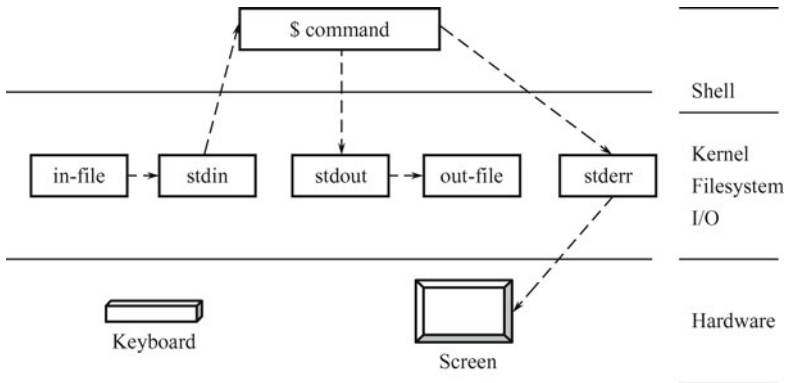 $ command
Shell
in-file
stdin
stdout
out-file
stderr
Kernel
Filesystem
I/O
Keyboard
Screen
Hardware